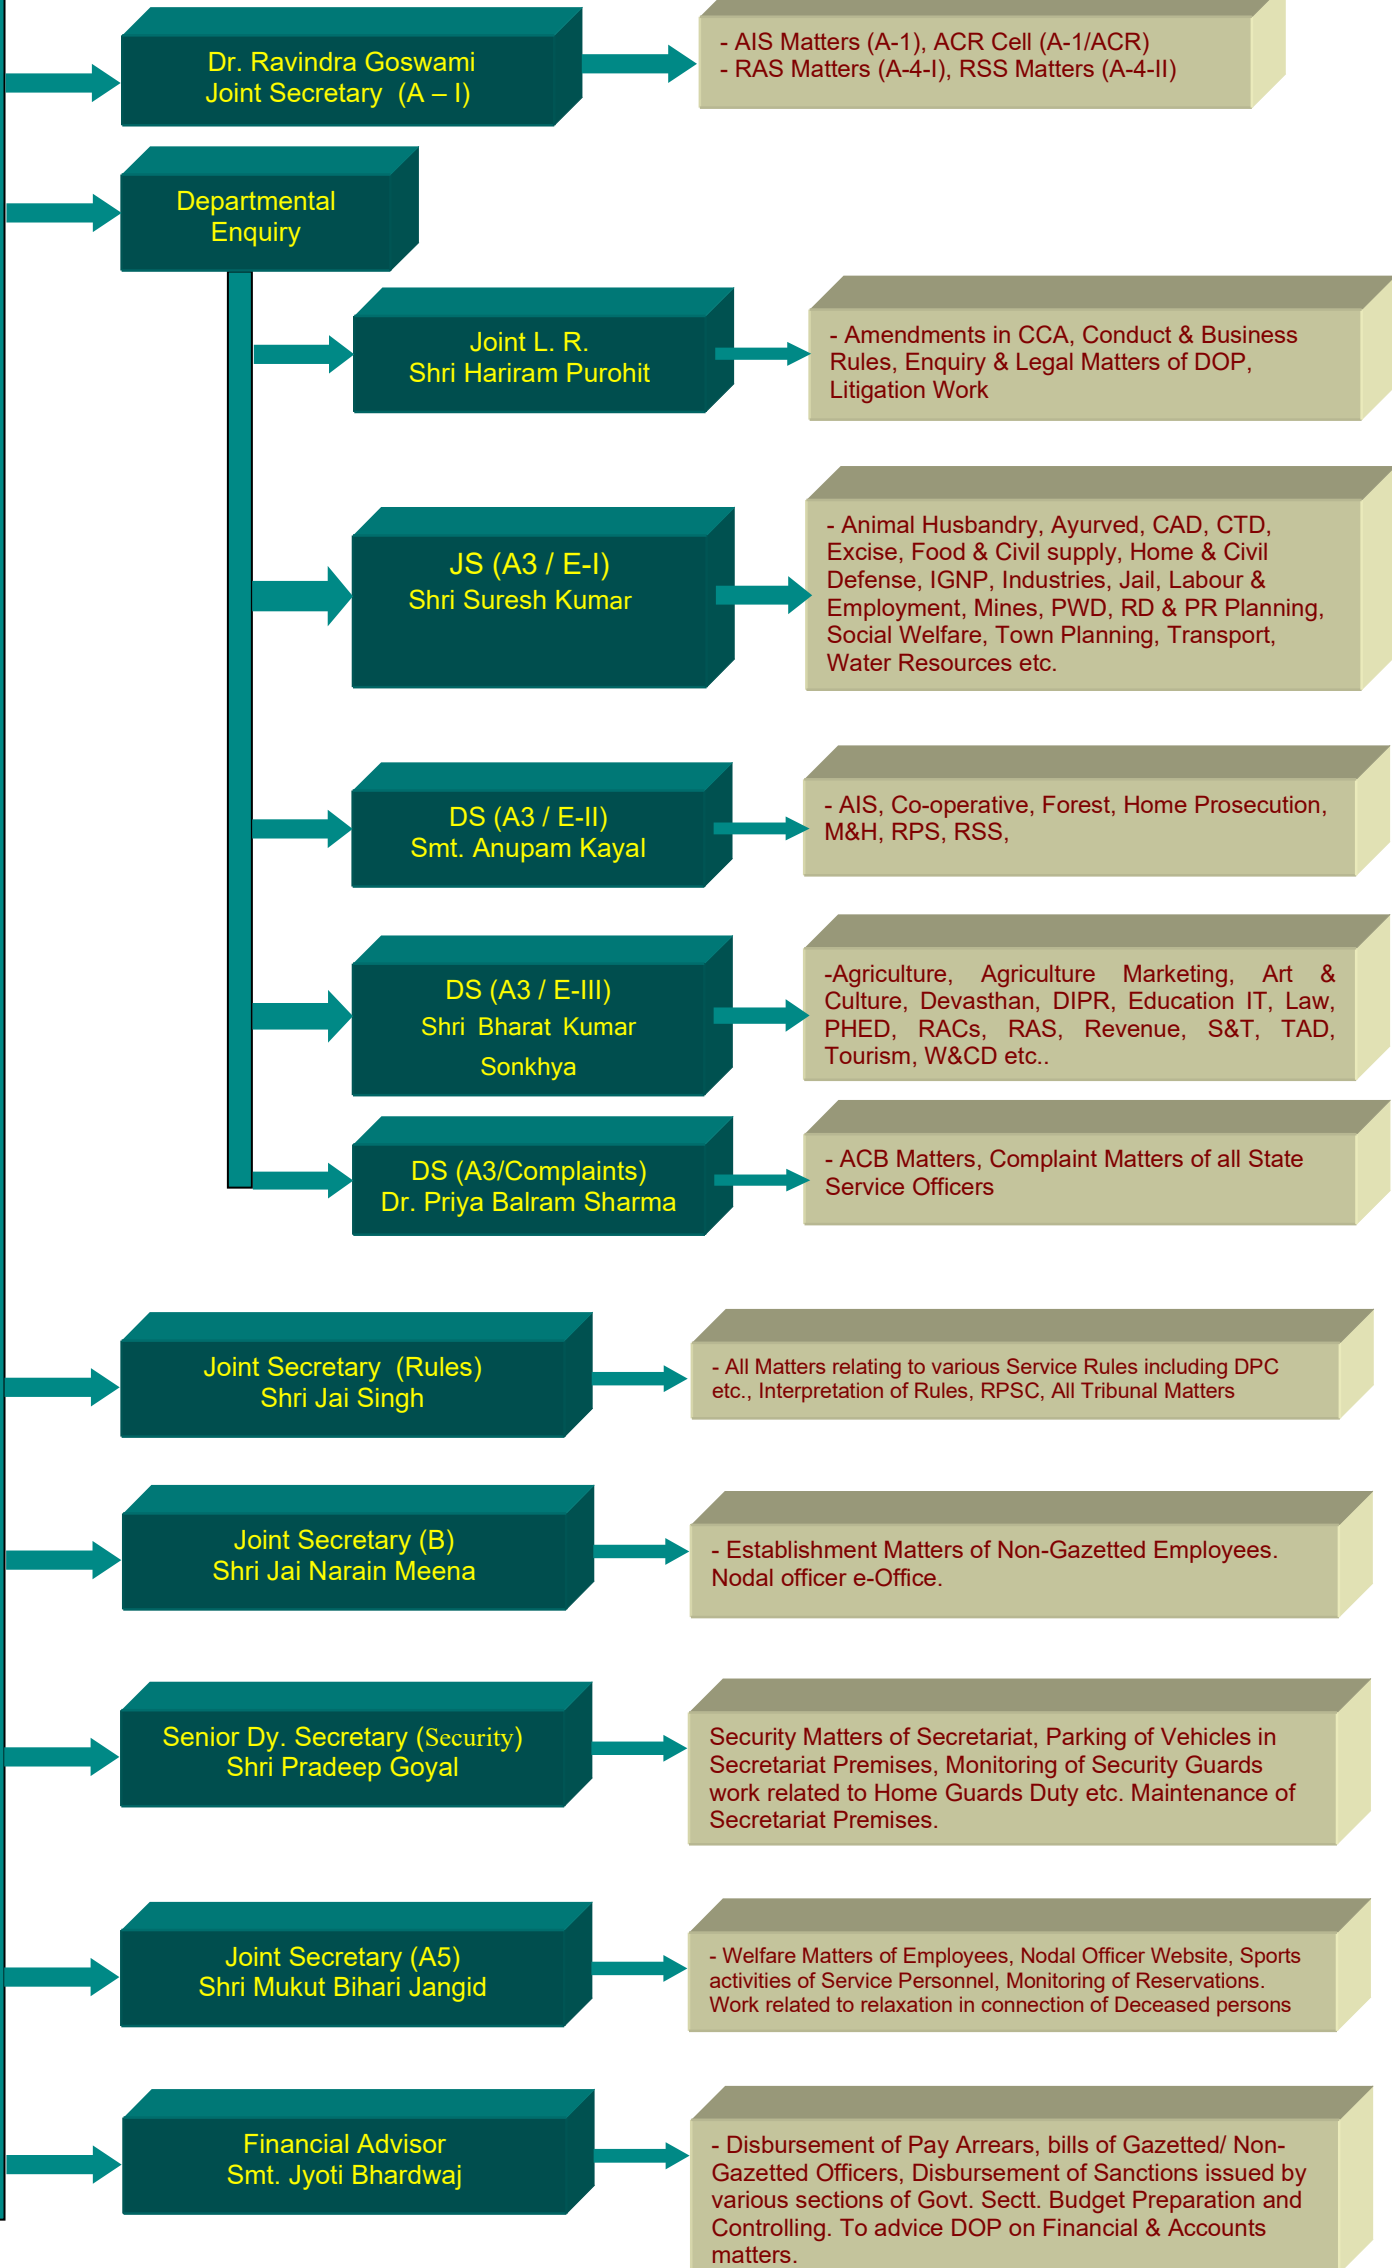 Dr. Ravindra Goswami
Joint Secretary (A – I)
- AIS Matters (A-1), ACR Cell (A-1/ACR)
- RAS Matters (A-4-I), RSS Matters (A-4-II)
Departmental
Enquiry
Joint L. R.
Shri Hariram Purohit
- Amendments in CCA, Conduct & Business
Rules, Enquiry & Legal Matters of DOP,
Litigation Work
JS (A3 / E-I)
Shri Suresh Kumar
- Animal Husbandry, Ayurved, CAD, CTD,
Excise, Food & Civil supply, Home & Civil
Defense, IGNP, Industries, Jail, Labour &
Employment, Mines, PWD, RD & PR Planning,
Social Welfare, Town Planning, Transport,
Water Resources etc.
DS (A3 / E-II)
Smt. Anupam Kayal
- AIS, Co-operative, Forest, Home Prosecution,
M&H, RPS, RSS,
DS (A3 / E-III)
Shri Bharat Kumar
Sonkhya
-Agriculture, Agriculture Marketing, Art &
Culture, Devasthan, DIPR, Education IT, Law,
PHED, RACs, RAS, Revenue, S&T, TAD,
Tourism, W&CD etc..
DS (A3/Complaints)
Dr. Priya Balram Sharma
- ACB Matters, Complaint Matters of all State
Service Officers
Joint Secretary (Rules)
Shri Jai Singh
- All Matters relating to various Service Rules including DPC
etc., Interpretation of Rules, RPSC, All Tribunal Matters
Joint Secretary (B)
Shri Jai Narain Meena
- Establishment Matters of Non-Gazetted Employees.
Nodal officer e-Office.
Senior Dy. Secretary (Security)
Shri Pradeep Goyal
Security Matters of Secretariat, Parking of Vehicles in
Secretariat Premises, Monitoring of Security Guards
work related to Home Guards Duty etc. Maintenance of
Secretariat Premises.
Joint Secretary (A5)
Shri Mukut Bihari Jangid
- Welfare Matters of Employees, Nodal Officer Website, Sports
activities of Service Personnel, Monitoring of Reservations.
Work related to relaxation in connection of Deceased persons
Financial Advisor
Smt. Jyoti Bhardwaj
- Disbursement of Pay Arrears, bills of Gazetted/ Non-
Gazetted Officers, Disbursement of Sanctions issued by
various sections of Govt. Sectt. Budget Preparation and
Controlling. To advice DOP on Financial & Accounts
matters.